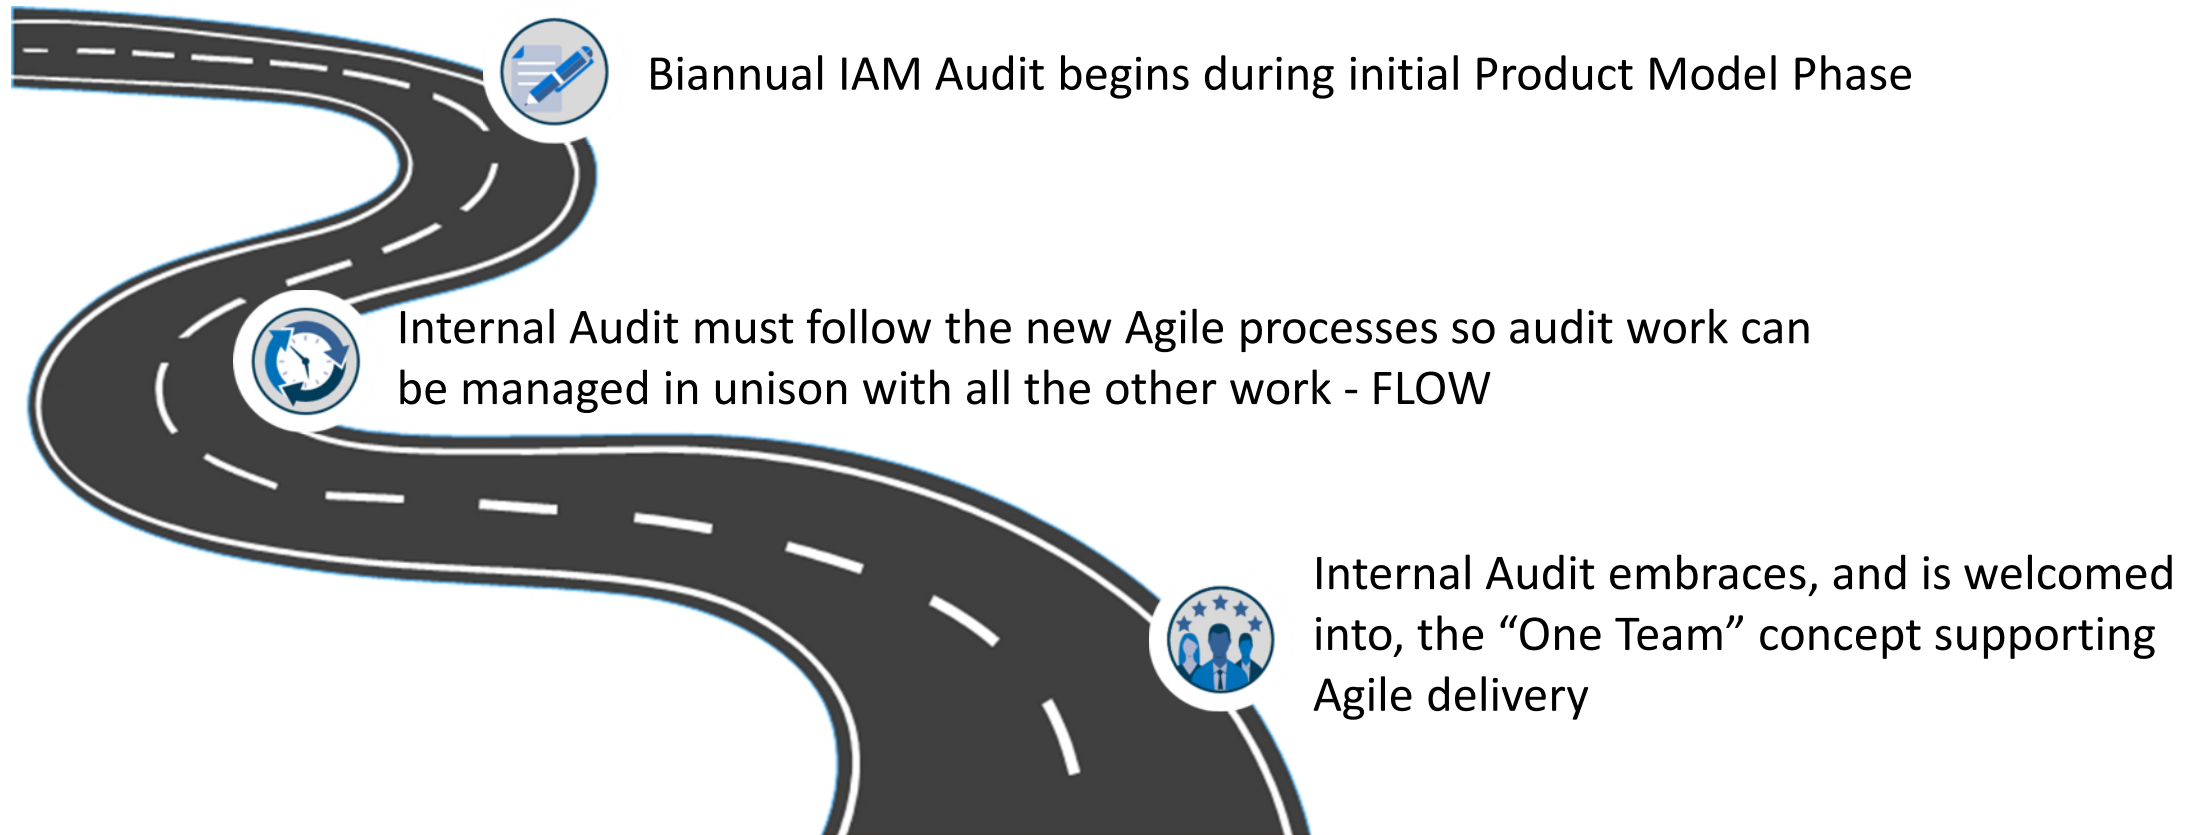 Biannual IAM Audit begins during initial Product Model Phase
Internal Audit must follow the new Agile processes so audit work can
be managed in unison with all the other work - FLOW
Internal Audit embraces, and is welcomed
into, the “One Team” concept supporting
Agile delivery